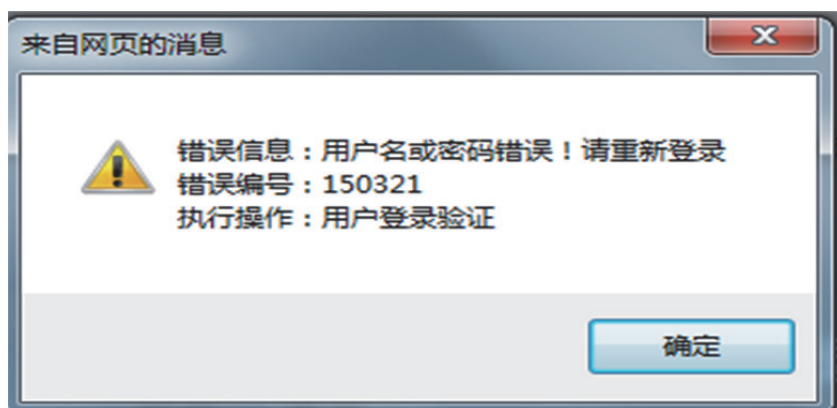 来自网页的消息
错误信息：用户名或密码错误！请重新登录
错误编号：150321
执行操作：用户登录验证
确定